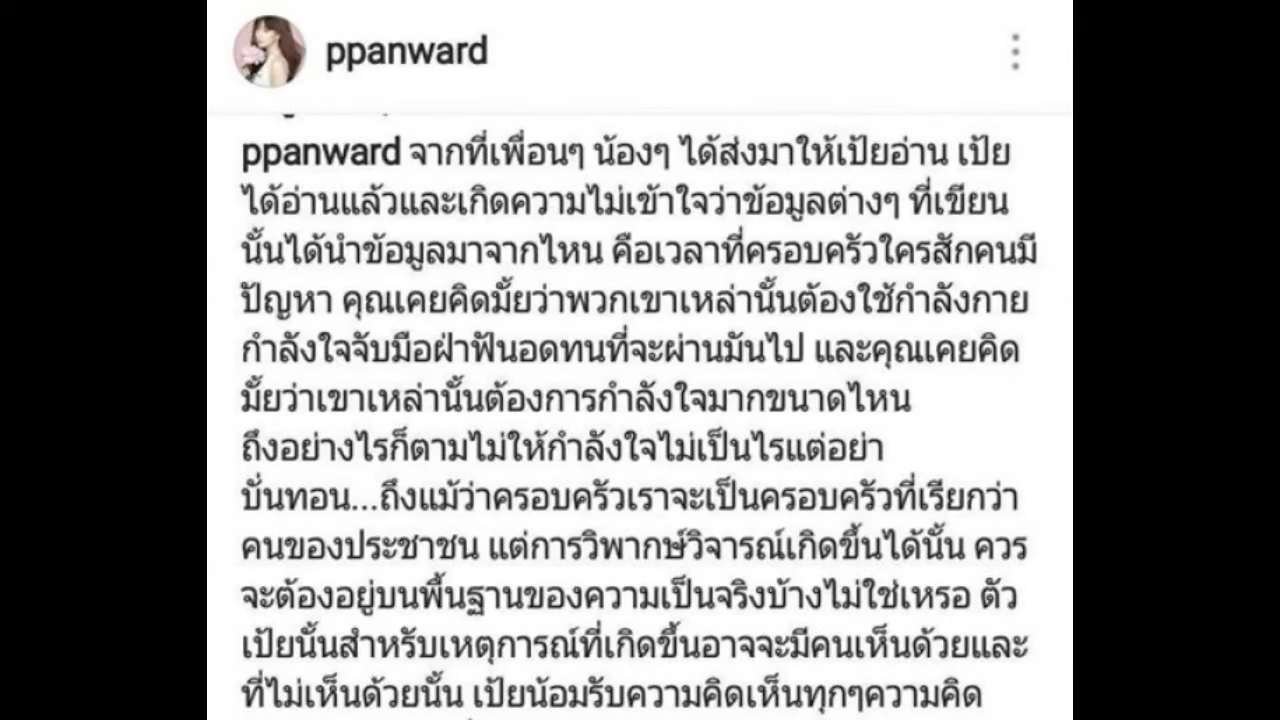 ppanward
ppanward จากที่เพื่อนๆ น้องๆ ได้ส่งมาให้เป้ยอ่าน เป้ย
ได้อ่านแล้วและเกิดความไม่เข้าใจว่าข้อมูลต่างๆ ที่เขียน
นั้นได้นำข้อมูลมาจากไหน คือเวลาที่ครอบครัวใครสักคนมี
ปัญหา คุณเคยคิดมั้ยว่าพวกเขาเหล่านั้นต้องใช้กำลังกาย
กำลังใจจับมือฝ่าฟันอดทนที่จะผ่านมันไป และคุณเคยคิด
มั้ยว่าเขาเหล่านั้นต้องการกำลังใจมากขนาดไหน
ถึงอย่างไรก็ตามไม่ให้กำลังใจไม่เป็นไรแต่อย่า
บั่นทอน...ถึงแม้ว่าครอบครัวเราจะเป็นครอบครัวที่เรียกว่า
คนของประชาชน แต่การวิพากษ์วิจารณ์เกิดขึ้นได้นั้น ควร
จะต้องอยู่บนพื้นฐานของความเป็นจริงบ้างไม่ใช่เหรอ ตัว
เป้ยนั้นสำหรับเหตุการณ์ที่เกิดขึ้นอาจจะมีคนเห็นด้วยและ
ที่ไม่เห็นด้วยนั้น เป้ยน้อมรับความคิดเห็นทุกๆความคิด